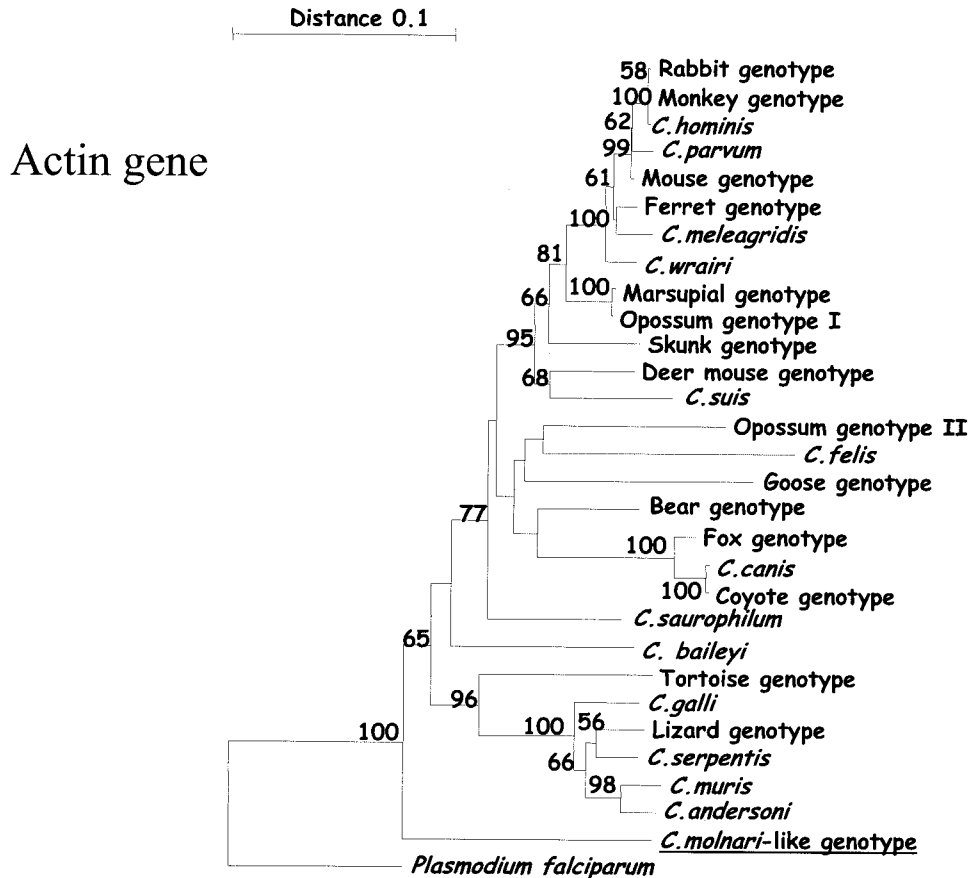 Distance 0.1
Actin gene
58 Rabbit genotype
100 Monkey genotype
62 C.hominis
99 C.parvum
61 Mouse genotype
Ferret genotype
100 C.meleagridis
81 C.wrairi
100 Marsupial genotype
66 Opossum genotype I
95 Skunk genotype
68 Deer mouse genotype
C.suis
Opossum genotype II
C.felis
Goose genotype
77 Bear genotype
100 Fox genotype
C.canis
100 Coyote genotype
C.saurophilum
65 C. baileyi
96 Tortoise genotype
C.galli
100 56 Lizard genotype
66 C.serpentis
98 C.muris
C.andersoni
100 C.molnari-like genotype
Plasmodium falciparum